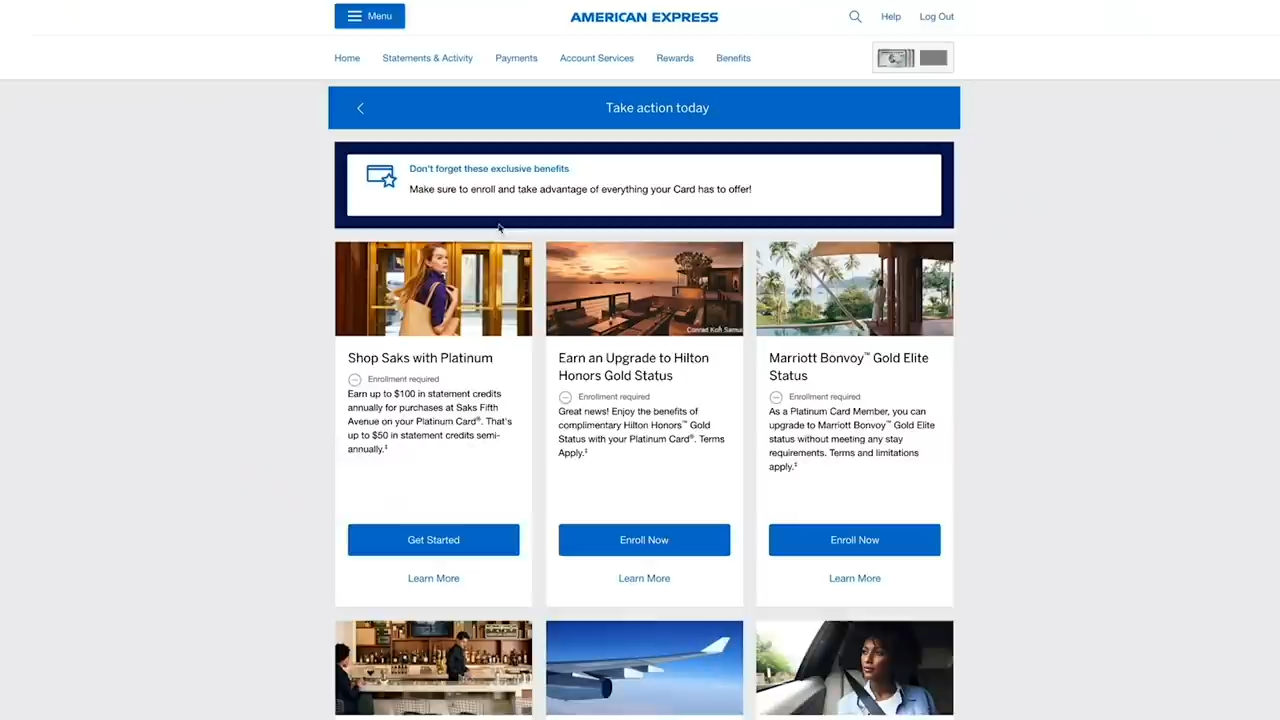 Menu
AMERICAN EXPRESS
Help
Log Out
Home
Statements & Activity
Payments
Account Services
Rewards
Benefits
Take action today
Don't forget these exclusive benefits
Make sure to enroll and take advantage of everything your Card has to offer!
Conrad Koh Samui
Shop Saks with Platinum
Enrollment required
Earn up to $100 in statement credits
annually for purchases at Saks Fifth
Avenue on your Platinum Card®. That's
up to $50 in statement credits semi-
annually.‡
Get Started
Learn More
Earn an Upgrade to Hilton
Honors Gold Status
Enrollment required
Great news! Enjoy the benefits of
complimentary Hilton Honors™ Gold
Status with your Platinum Card®. Terms
Apply.‡
Enroll Now
Learn More
Marriott Bonvoy™ Gold Elite
Status
Enrollment required
As a Platinum Card Member, you can
upgrade to Marriott Bonvoy™ Gold Elite
status without meeting any stay
requirements. Terms and limitations
apply.‡
Enroll Now
Learn More